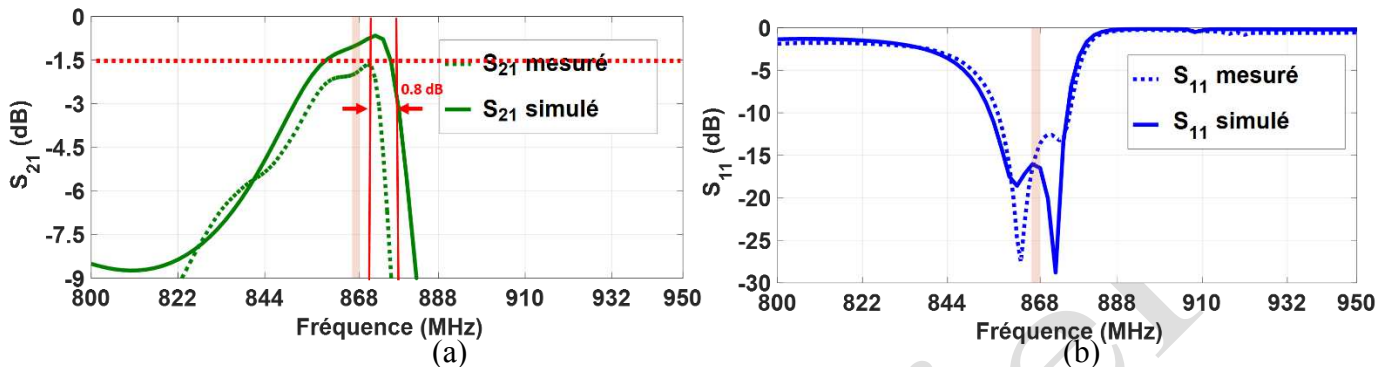 0
-1.5
-3
-4.5
-6
-7.5
-9
S21 (dB)
800 822 844 868 888 910 932 950
Fréquence (MHz)
S21 mesuré
S21 simulé
0.8 dB
(a)
0
-5
-10
-15
-20
-25
-30
S11 (dB)
800 822 844 868 888 910 932 950
Fréquence (MHz)
S11 mesuré
S11 simulé
(b)